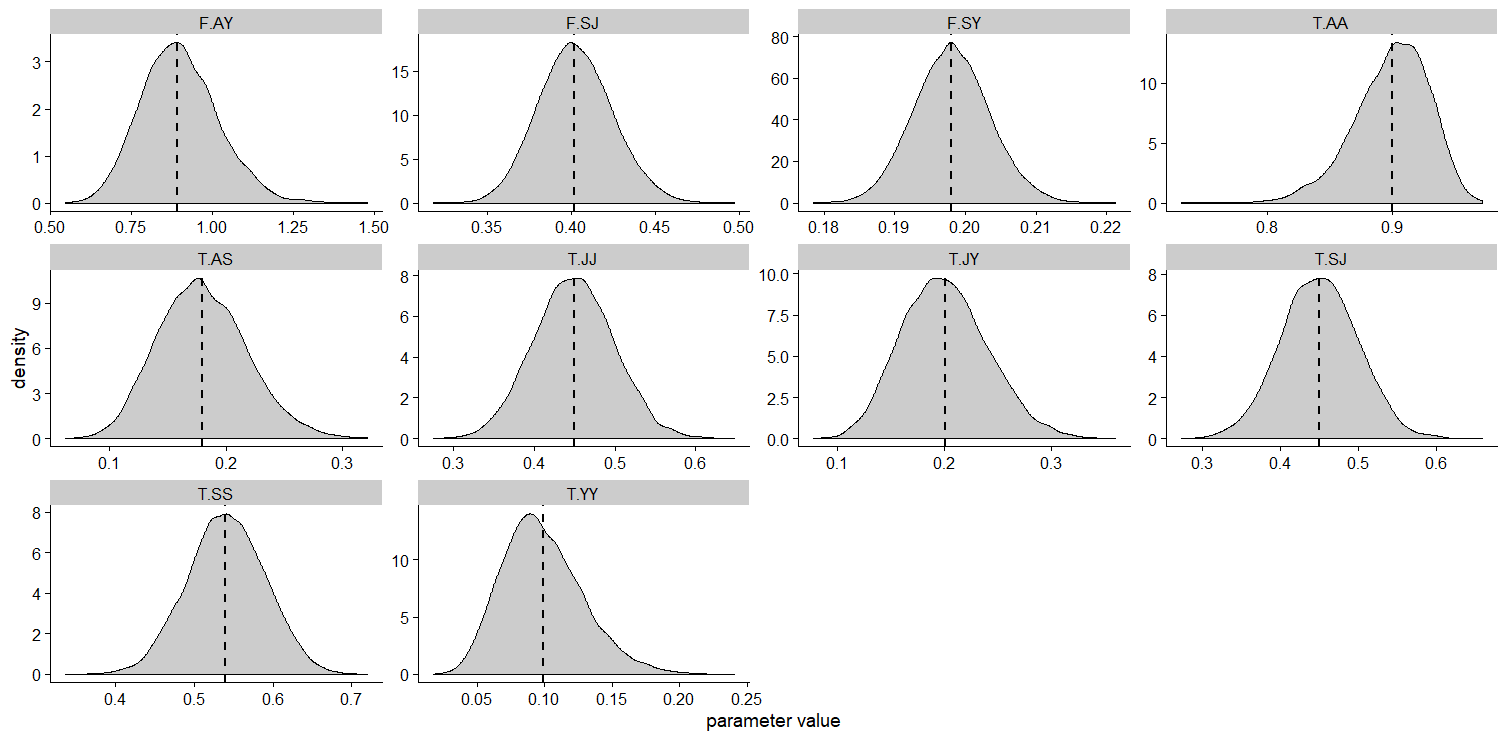 F.AY F.SJ F.SY T.AA
3 2 1 0
15 10 5 0
80 60 40 20 0
10 5 0
0.50 0.75 1.00 1.25 1.50
0.35 0.40 0.45 0.50
0.18 0.19 0.20 0.21 0.22
0.8 0.9
T.AS T.JJ T.JY T.SJ
density
9 6 3 0
8 6 4 2 0
10.0 7.5 5.0 2.5 0.0
8 6 4 2 0
0.1 0.2 0.3
0.3 0.4 0.5 0.6
0.1 0.2 0.3
0.3 0.4 0.5 0.6
T.SS T.YY
8 6 4 2 0
10 5 0
0.4 0.5 0.6 0.7
0.05 0.10 0.15 0.20 0.25
parameter value